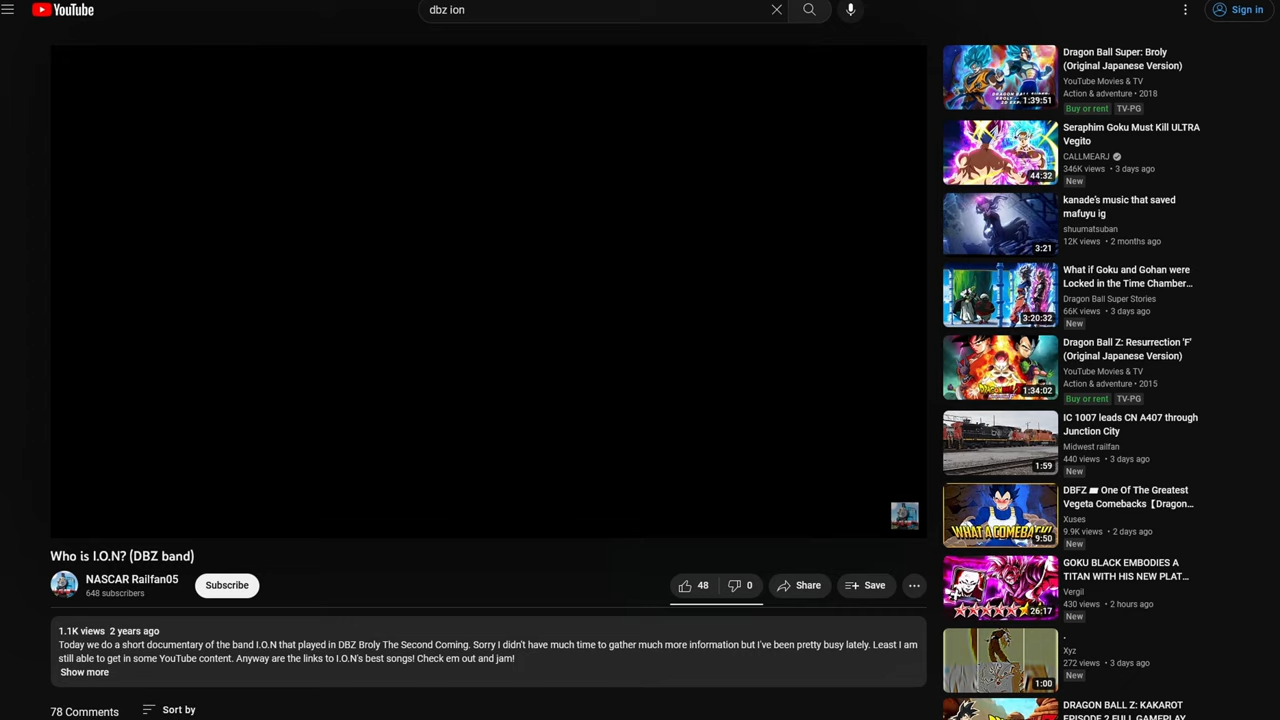 YouTube
dbz ion
Sign in
Dragon Ball Super: Broly
(Original Japanese Version)
YouTube Movies & TV
Action & adventure • 2018
Buy or rent TV-PG
1:39:51
Seraphim Goku Must Kill ULTRA
Vegito
CALLMEARJ
346K views • 3 days ago
New
44:32
kanade's music that saved
mafuyu ig
shuumatsuban
12K views • 2 months ago
3:21
What if Goku and Gohan were
Locked in the Time Chamber...
Dragon Ball Super Stories
66K views • 3 days ago
New
3:20:32
Dragon Ball Z: Resurrection 'F'
(Original Japanese Version)
YouTube Movies & TV
Action & adventure • 2015
Buy or rent TV-PG
1:34:02
IC 1007 leads CN A407 through
Junction City
Midwest railfan
440 views • 3 days ago
New
1:59
DBFZ ▰ One Of The Greatest
Vegeta Comebacks【Dragon...
Xuses
9.9K views • 2 days ago
New
WHAT A COMEBACK!
9:50
GOKU BLACK EMBODIES A
TITAN WITH HIS NEW PLAT...
Vergil
430 views • 2 hours ago
New
26:17
.
Xyz
272 views • 3 days ago
New
1:00
DRAGON BALL Z: KAKAROT
EPISODE 2 FULL GAMEPLAY
Who is I.O.N? (DBZ band)
NASCAR Railfan05
648 subscribers
Subscribe
48 0 Share Save
1.1K views 2 years ago
Today we do a short documentary of the band I.O.N that played in DBZ Broly The Second Coming. Sorry I didn't have much time to gather much more information but I've been pretty busy lately. Least I am
still able to get in some YouTube content. Anyway are the links to I.O.N's best songs! Check em out and jam!
Show more
78 Comments Sort by